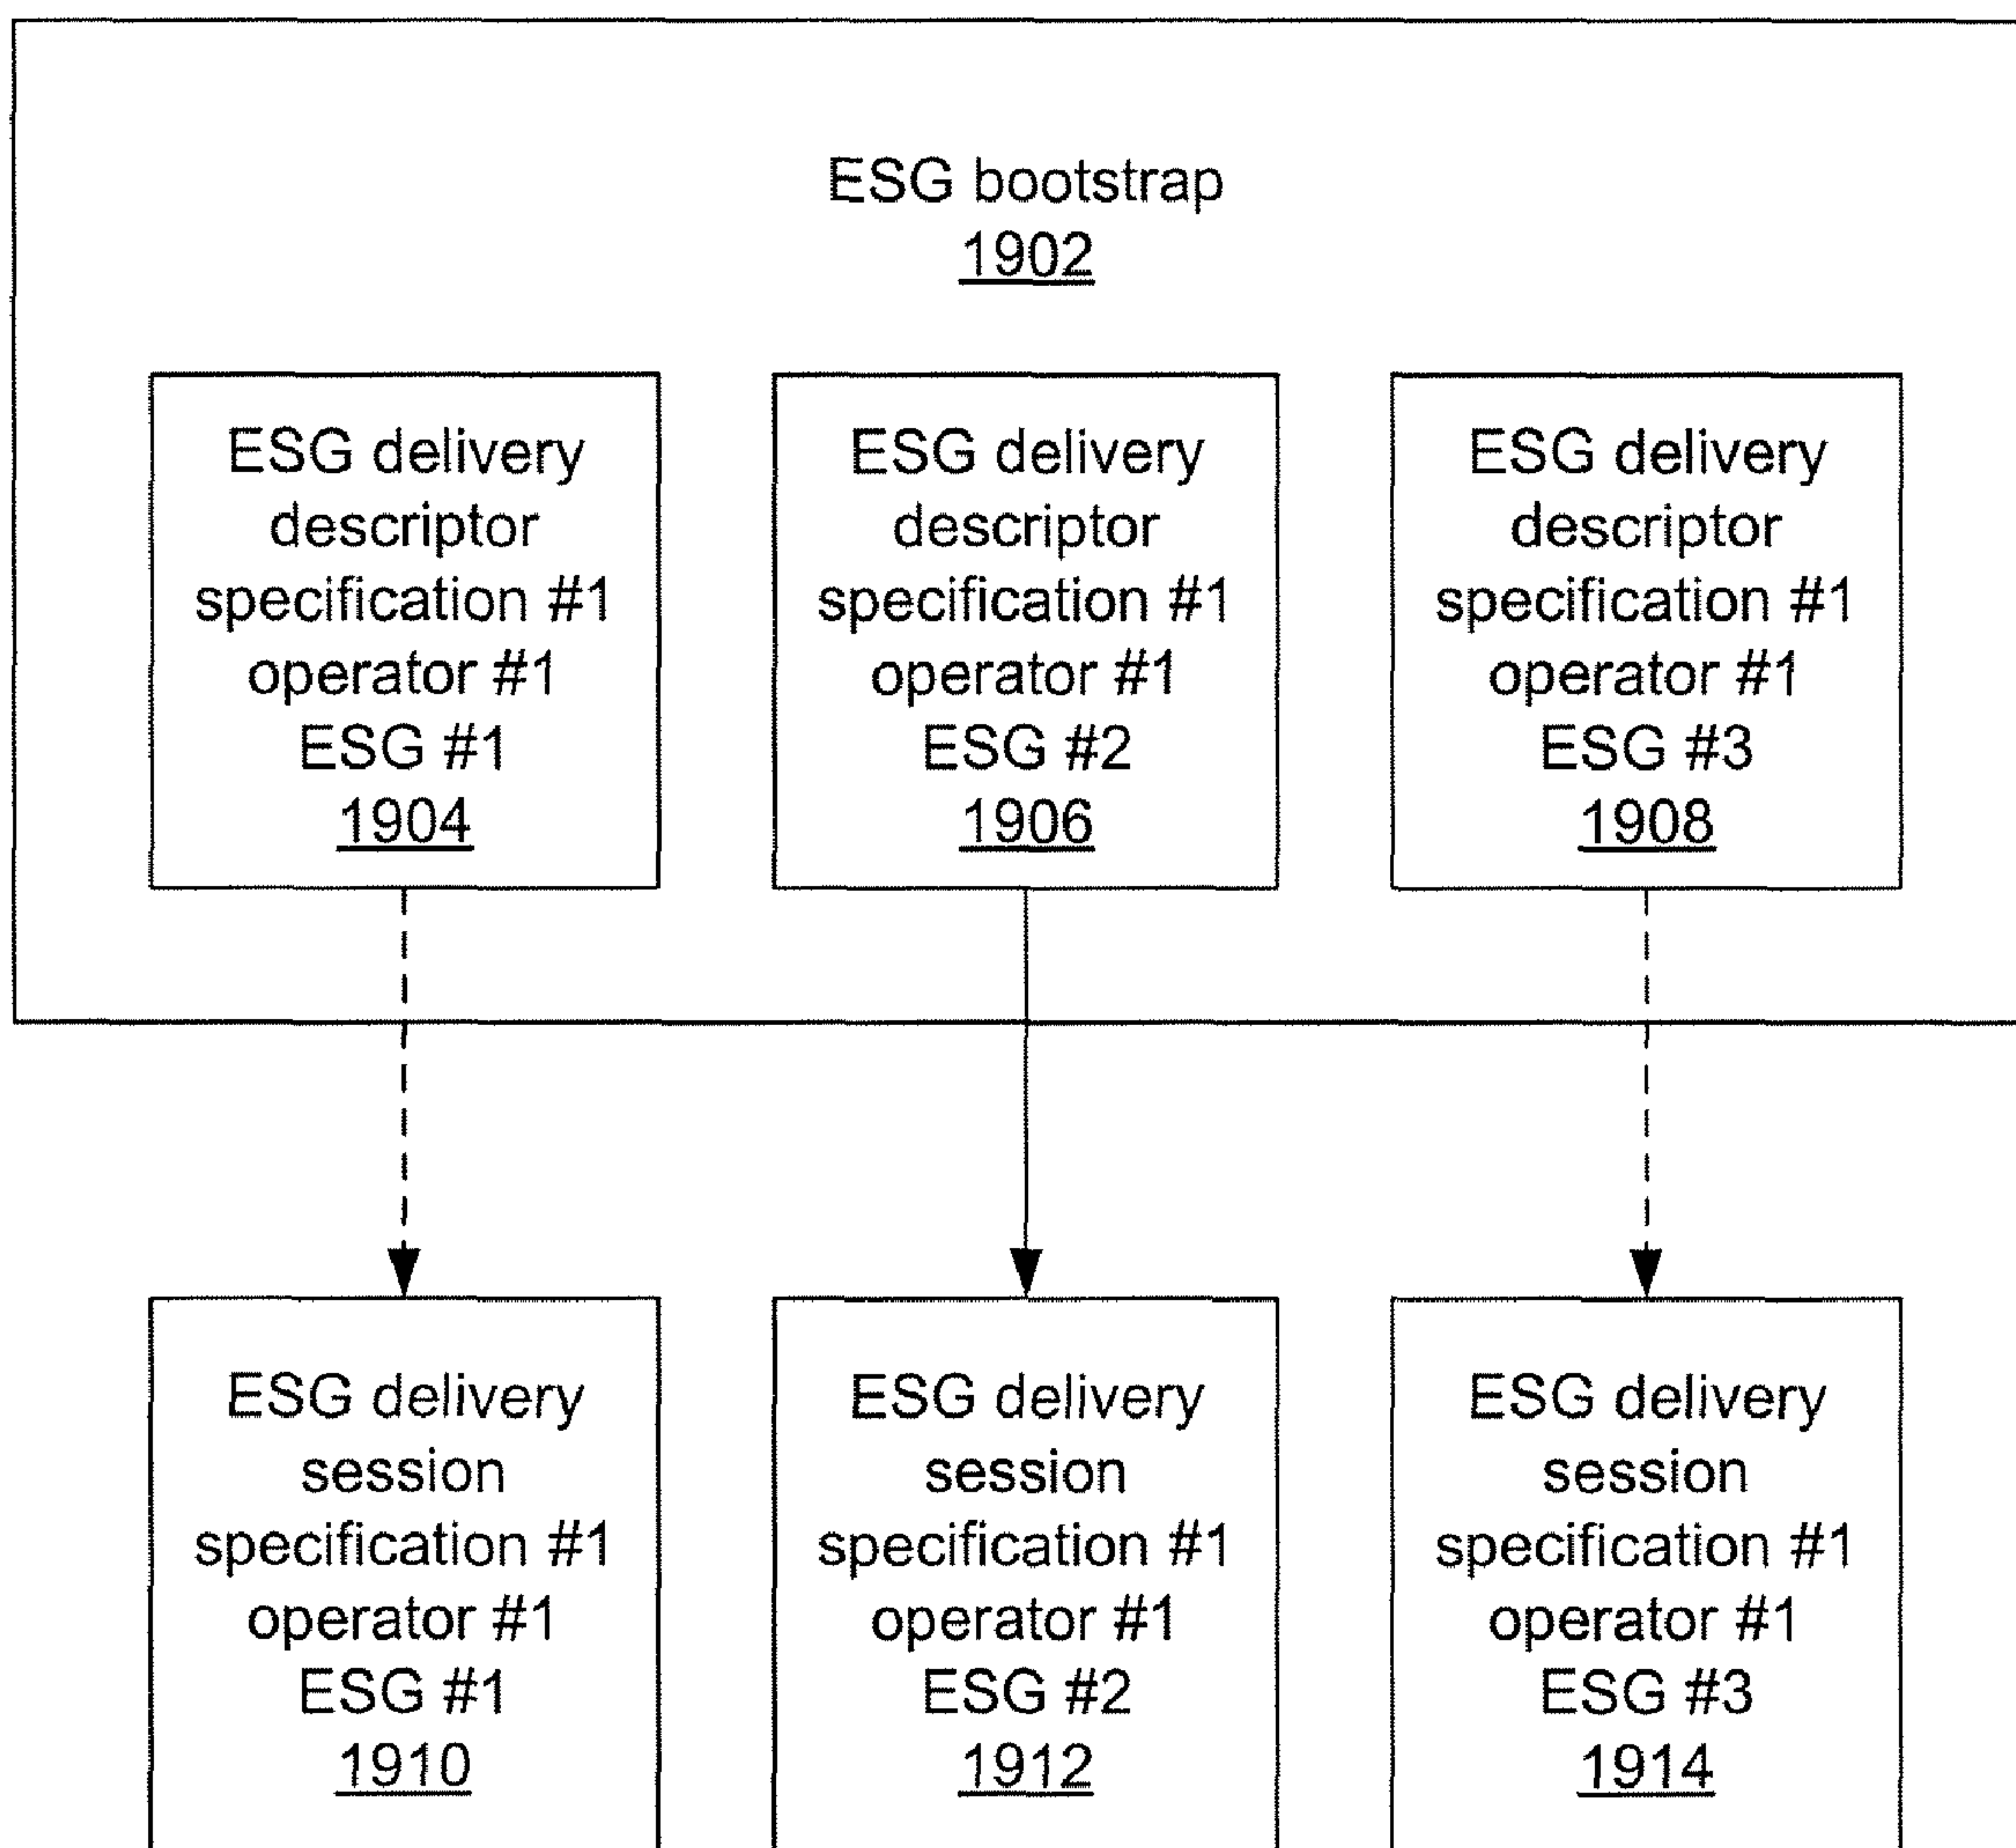 ESG bootstrap
1902
ESG delivery
descriptor
specification #1
operator #1
ESG #1
1904
ESG delivery
descriptor
specification #1
operator #1
ESG #2
1906
ESG delivery
descriptor
specification #1
operator #1
ESG #3
1908
ESG delivery
session
specification #1
operator #1
ESG #1
1910
ESG delivery
session
specification #1
operator #1
ESG #2
1912
ESG delivery
session
specification #1
operator #1
ESG #3
1914